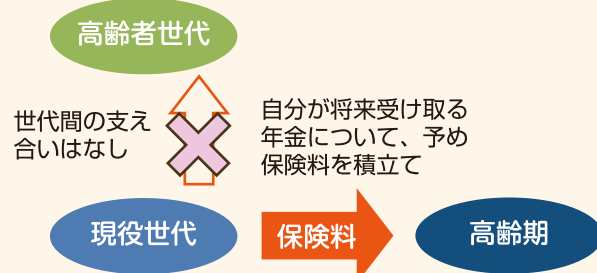 高齢者世代
世代間の支え
合いはなし
自分が将来受け取る
年金について、予め
保険料を積立て
現役世代
保険料
高齢期